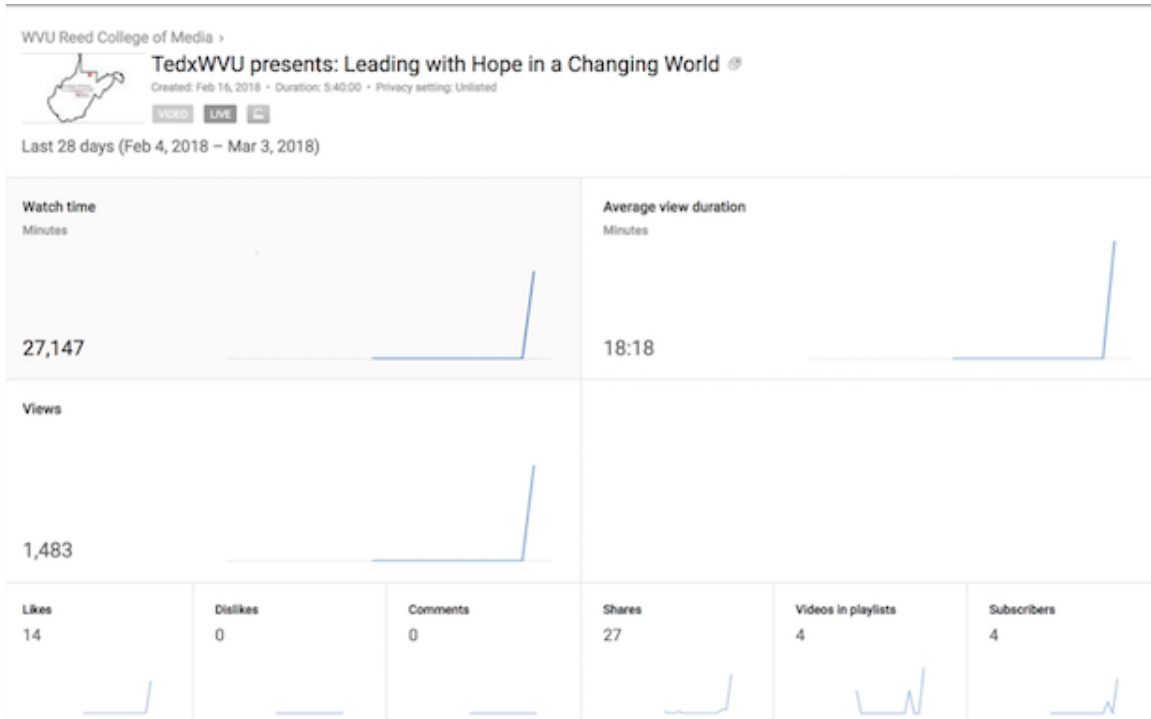 WVU Reed College of Media ›
TedxWVU presents: Leading with Hope in a Changing World
Created: Feb 16, 2018 • Duration: 5:40:00 • Privacy setting: Unlisted
VIDEO LIVE
Last 28 days (Feb 4, 2018 – Mar 3, 2018)
Watch time
Minutes
27,147
Average view duration
Minutes
18:18
Views
1,483
Likes
14
Dislikes
0
Comments
0
Shares
27
Videos in playlists
4
Subscribers
4